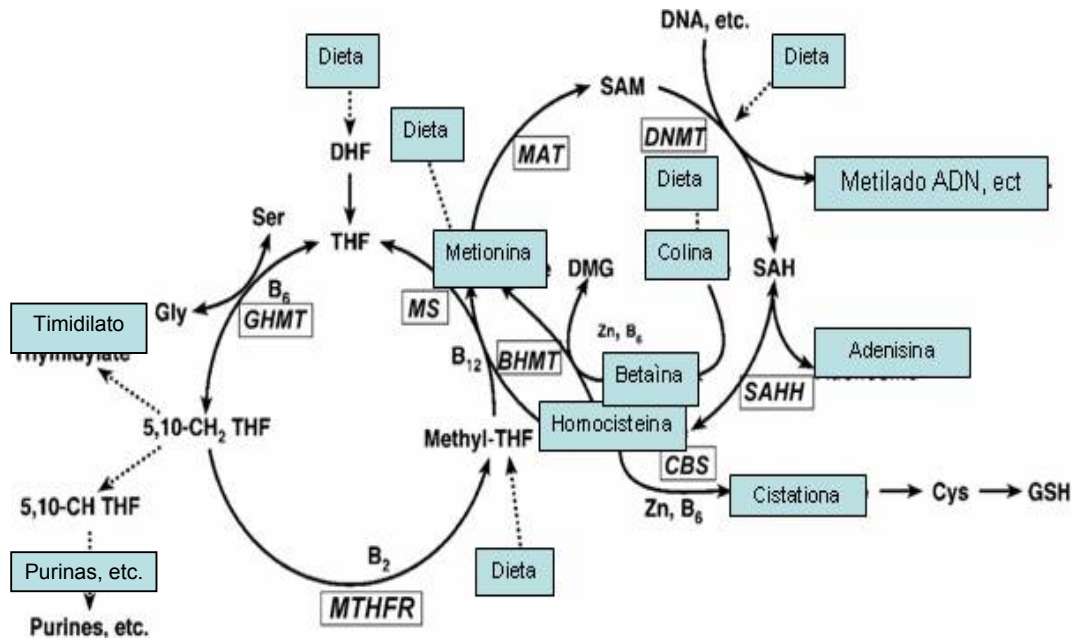 DNA, etc.
Dieta
Dieta
SAM
Dieta
DHF
MAT
DNMT
Dieta
Metilado ADN, ect
Ser
THF
Metionina
DMG
Colina
SAH
Gly
B6
GHMT
MS
Timidilato
Thymidylate
B12
BHMT
Zn, B6
Betaìna
Adenisina
SAHH
5,10-CH2 THF
Methyl-THF
Homocisteina
CBS
5,10-CH THF
Zn, B6
Cistationa
Cys
GSH
Purinas, etc.
B2
Dieta
MTHFR
Purines, etc.